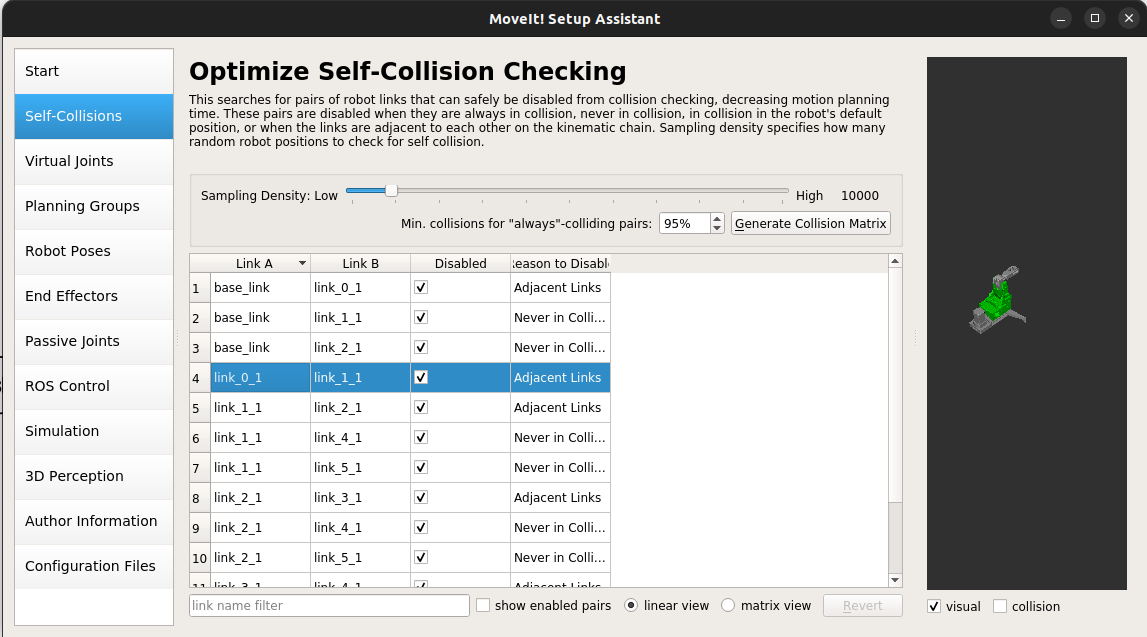 MoveIt! Setup Assistant
Start
Self-Collisions
Virtual Joints
Planning Groups
Robot Poses
End Effectors
Passive Joints
ROS Control
Simulation
3D Perception
Author Information
Configuration Files
Optimize Self-Collision Checking
This searches for pairs of robot links that can safely be disabled from collision checking, decreasing motion planning
time. These pairs are disabled when they are always in collision, never in collision, in collision in the robot's default
position, or when the links are adjacent to each other on the kinematic chain. Sampling density specifies how many
random robot positions to check for self collision.
Sampling Density: Low High 10000
Min. collisions for "always"-colliding pairs: 95% Generate Collision Matrix
Link A Link B Disabled eason to Disabl
1 base_link link_0_1 Adjacent Links
2 base_link link_1_1 Never in Colli...
3 base_link link_2_1 Never in Colli...
4 link_0_1 link_1_1 Adjacent Links
5 link_1_1 link_2_1 Adjacent Links
6 link_1_1 link_4_1 Never in Colli...
7 link_1_1 link_5_1 Never in Colli...
8 link_2_1 link_3_1 Adjacent Links
9 link_2_1 link_4_1 Never in Colli...
10 link_2_1 link_5_1 Never in Colli...
11 link_3_1 link_4_1 Adjacent Links
link name filter show enabled pairs linear view matrix view Revert
visual collision